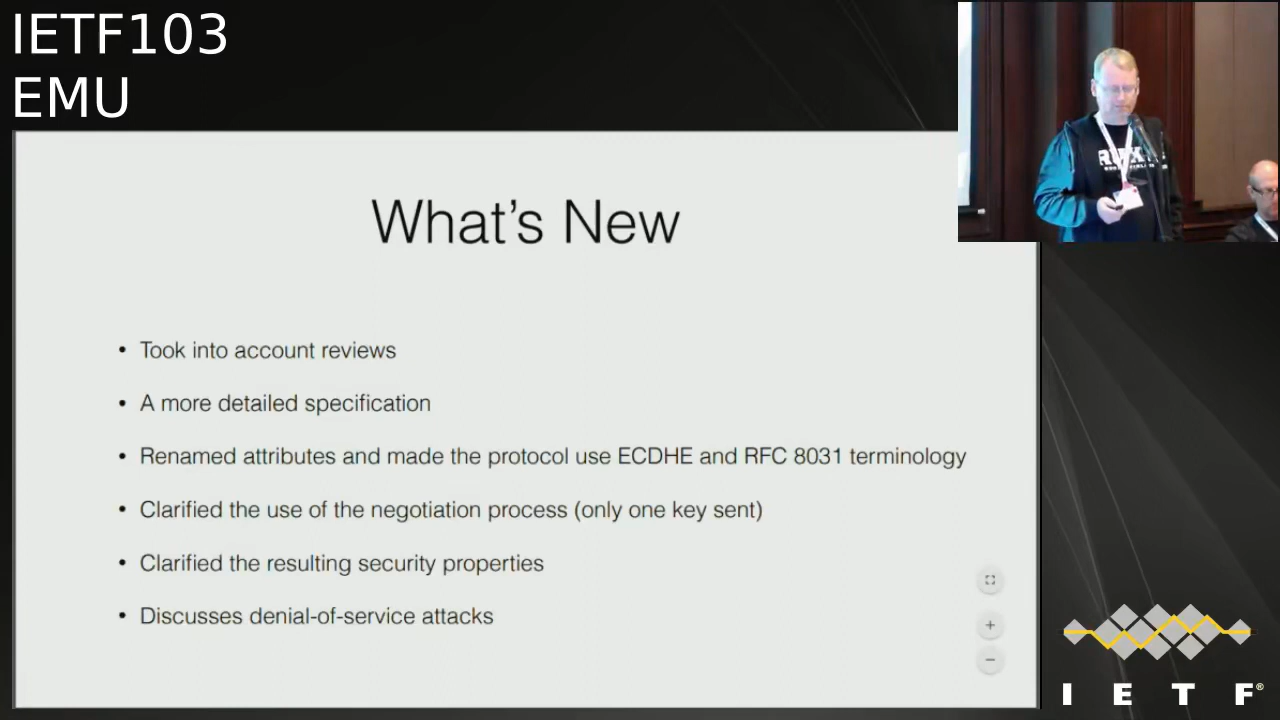 IETF103
EMU
What's New
• Took into account reviews
• A more detailed specification
• Renamed attributes and made the protocol use ECDHE and RFC 8031 terminology
• Clarified the use of the negotiation process (only one key sent)
• Clarified the resulting security properties
• Discusses denial-of-service attacks
+
−
I E T F®